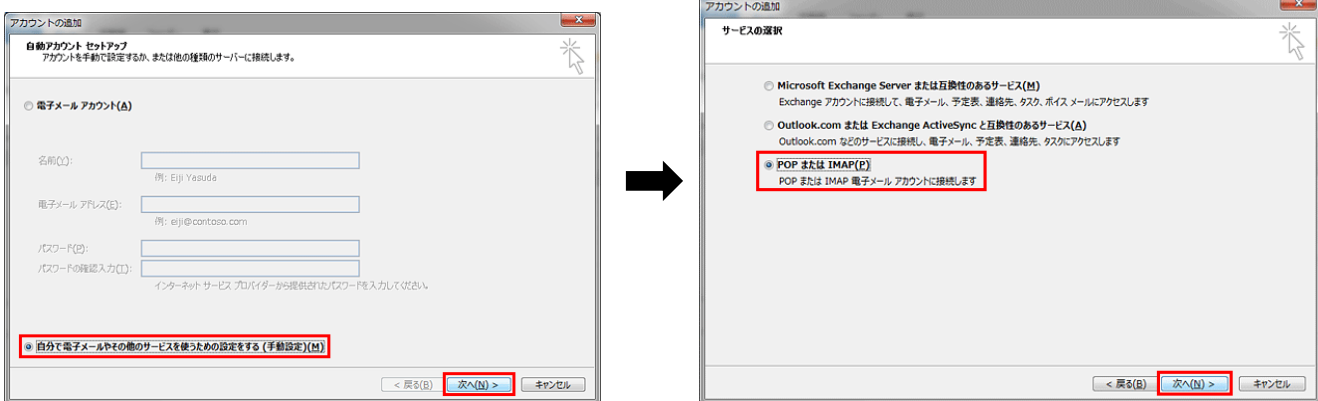 アカウントの追加
自動アカウント セットアップ
アカウントを手動で設定するか、または他の種類のサーバーに接続します。
電子メール アカウント(A)
名前(Y):
例: Eiji Yasuda
電子メール アドレス(E):
例: eiji@contoso.com
パスワード(P):
パスワードの確認入力(T):
インターネット サービス プロバイダーから提供されたパスワードを入力してください。
自分で電子メールやその他のサービスを使うための設定をする (手動設定)(M)
< 戻る(B)
次へ(N) >
キャンセル
アカウントの追加
サービスの選択
Microsoft Exchange Server または互換性のあるサービス(M)
Exchange アカウントに接続して、電子メール、予定表、連絡先、タスク、ボイス メールにアクセスします
Outlook.com または Exchange ActiveSync と互換性のあるサービス(A)
Outlook.com などのサービスに接続し、電子メール、予定表、連絡先、タスクにアクセスします
POP または IMAP(P)
POP または IMAP 電子メール アカウントに接続します
< 戻る(B)
次へ(N) >
キャンセル